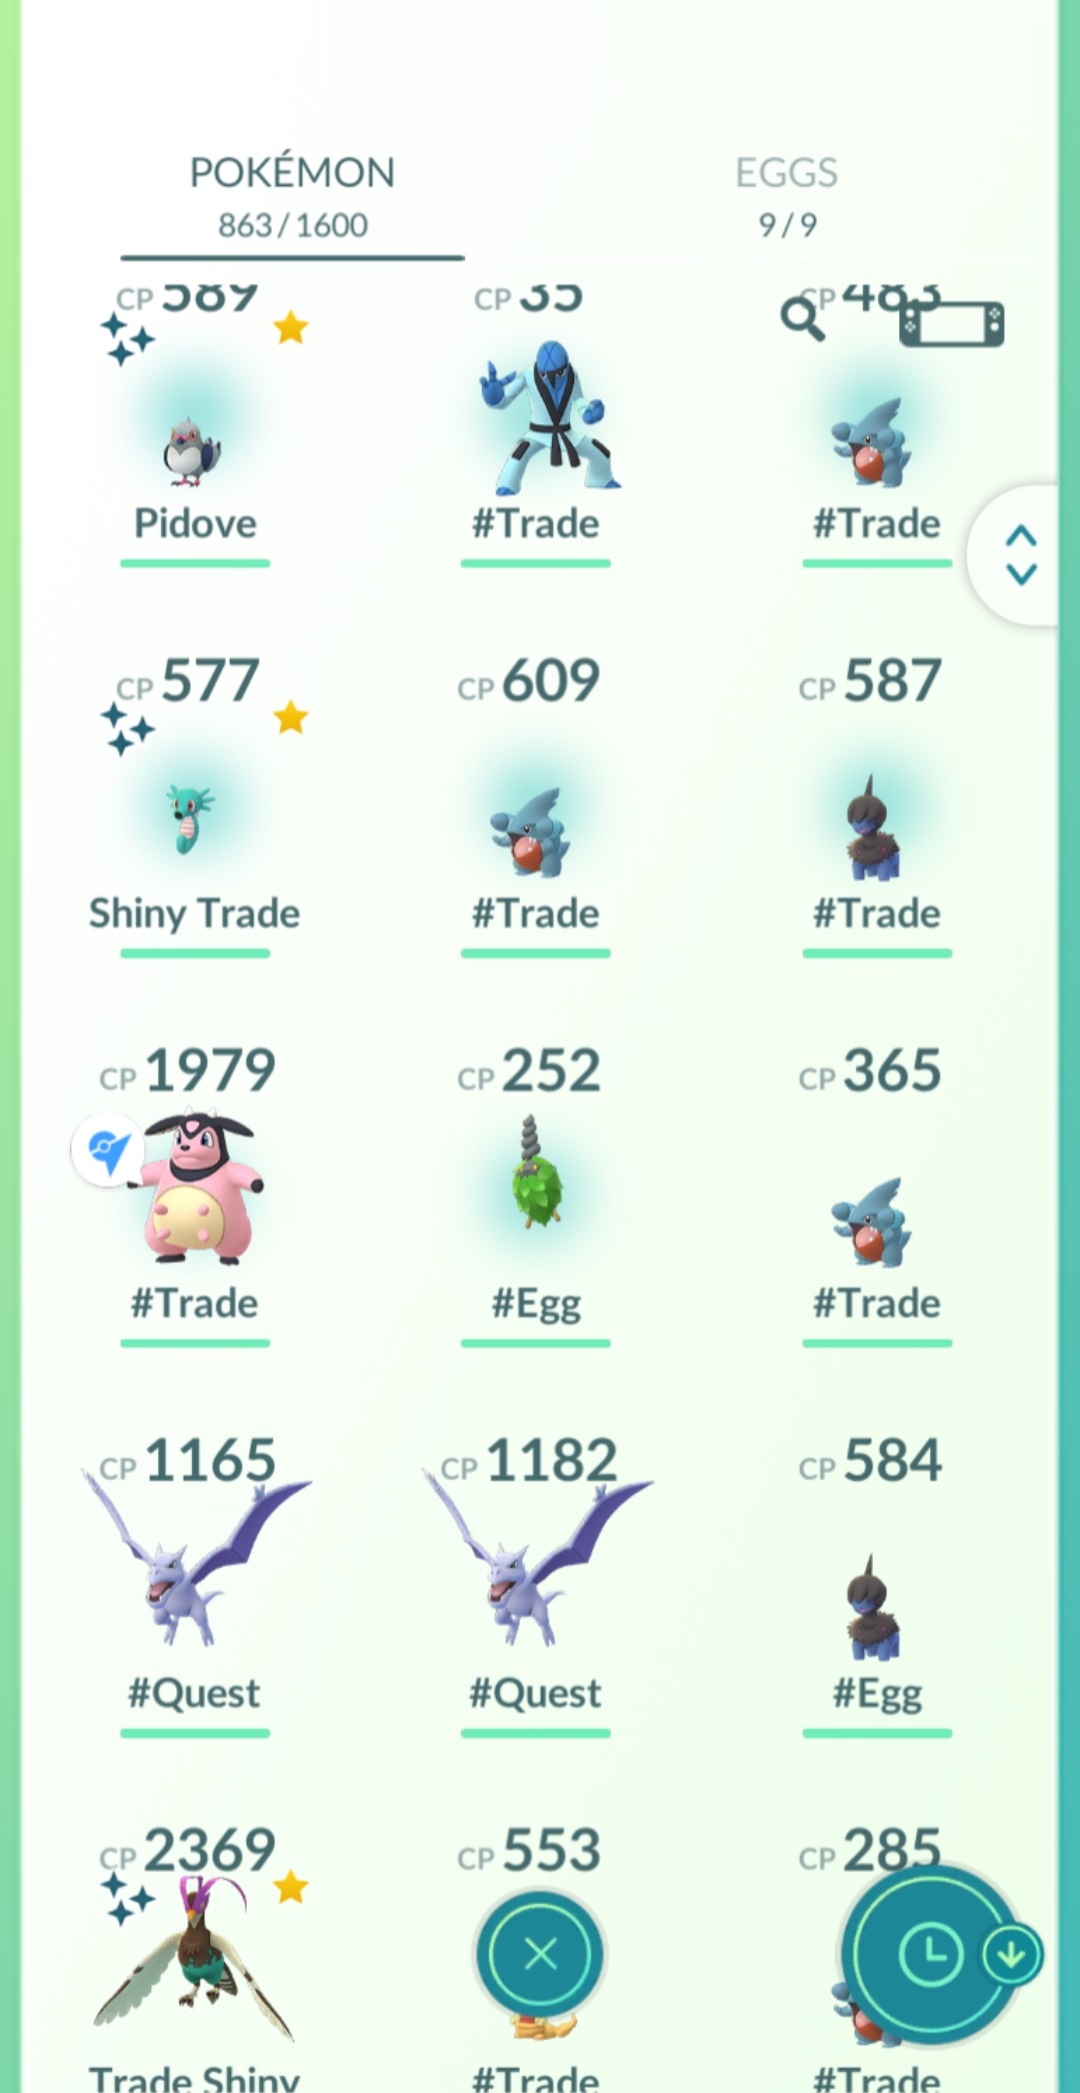 POKÉMON
EGGS
863/1600
9/9
CP 589
CP 35
CP 483
Pidove
#Trade
#Trade
CP 577
CP 609
CP 587
Shiny Trade
#Trade
#Trade
CP 1979
CP 252
CP 365
#Trade
#Egg
#Trade
CP 1165
CP 1182
CP 584
#Quest
#Quest
#Egg
CP 2369
CP 553
CP 285
Trade Shiny
#Trade
#Trade